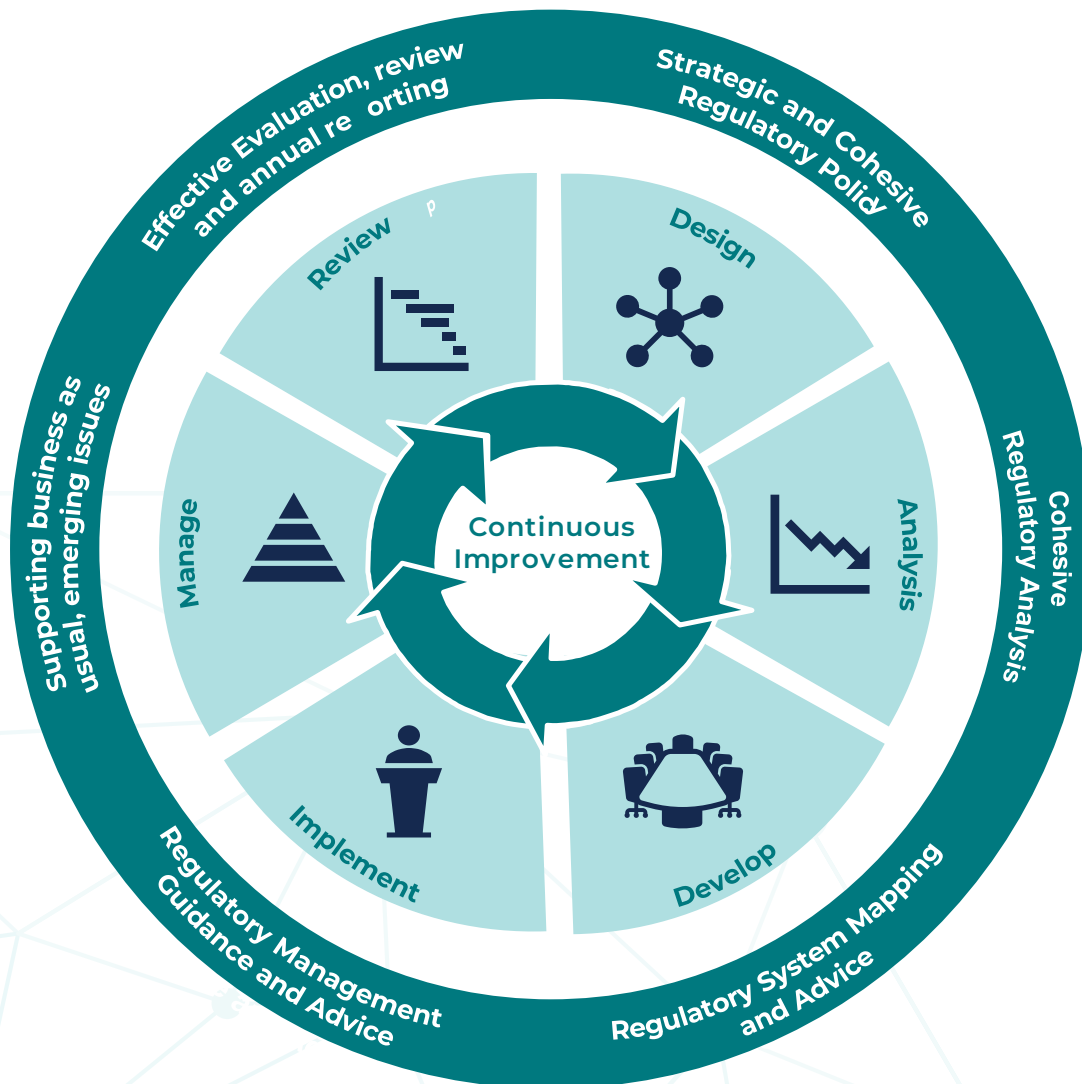 Effective Evaluation, review
and annual re orting
p
Strategic and Cohesive
Regulatory Policy
Cohesive
Regulatory Analysis
Regulatory System Mapping
and Advice
Regulatory Management
Guidance and Advice
Supporting business as
usual, emerging issues
Review
Design
Analysis
Develop
Implement
Manage
Continuous
Improvement